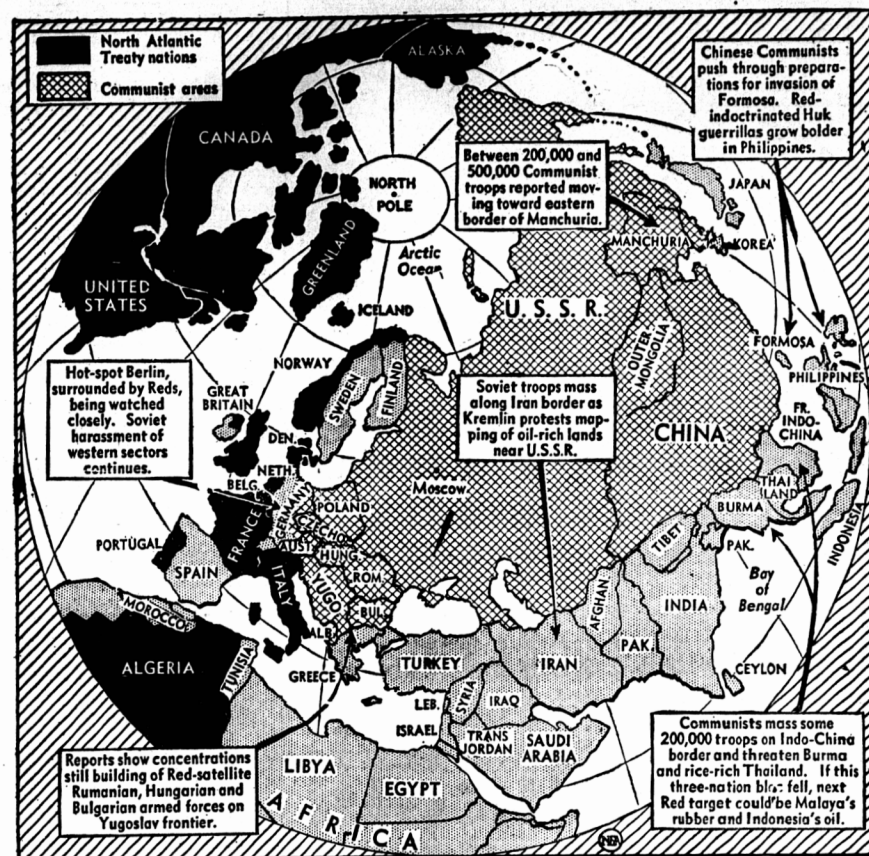 North Atlantic
Treaty nations
Communist areas
ALASKA
CANADA
UNITED
STATES
NORTH
POLE
GREENLAND
Arctic
Ocean
ICELAND
Chinese Communists
push through prepara-
tions for invasion of
Formosa. Red-
indoctrinated Huk
guerrillas grow bolder
in Philippines.
Between 200,000 and
500,000 Communist
troops reported mov-
ing toward eastern
border of Manchuria.
JAPAN
MANCHURIA
KOREA
U. S. S. R.
OUTER
MONGOLIA
FORMOSA
PHILIPPINES
Hot-spot Berlin,
surrounded by Reds,
being watched
closely. Soviet
harassment of
western sectors
continues.
NORWAY
SWEDEN
FINLAND
GREAT
BRITAIN
DEN.
NETH.
BELG.
Soviet troops mass
along Iran border as
Kremlin protests map-
ping of oil-rich lands
near U.S.S.R.
CHINA
FR.
INDO-
CHINA
THAI
LAND
BURMA
INDONESIA
Moscow.
GERMANY
POLAND
CZECHO.
FRANCE
AUST.
HUNG.
ROM.
YUGO
BUL.
ALB.
ITALY
PORTUGAL
SPAIN
TIBET
PAK.
Bay
of
Bengal
INDIA
AFGHAN
PAK.
CEYLON
MOROCCO
ALGERIA
TUNISIA
GREECE
TURKEY
IRAN
LEB.
SYRIA
IRAQ
ISRAEL
TRANS
JORDAN
SAUDI
ARABIA
LIBYA
EGYPT
AFRICA
Reports show concentrations
still building of Red-satellite
Rumanian, Hungarian and
Bulgarian armed forces on
Yugoslav frontier.
Communists mass some
200,000 troops on Indo-China
border and threaten Burma
and rice-rich Thailand. If this
three-nation bloc fell, next
Red target could be Malaya's
rubber and Indonesia's oil.
NEA